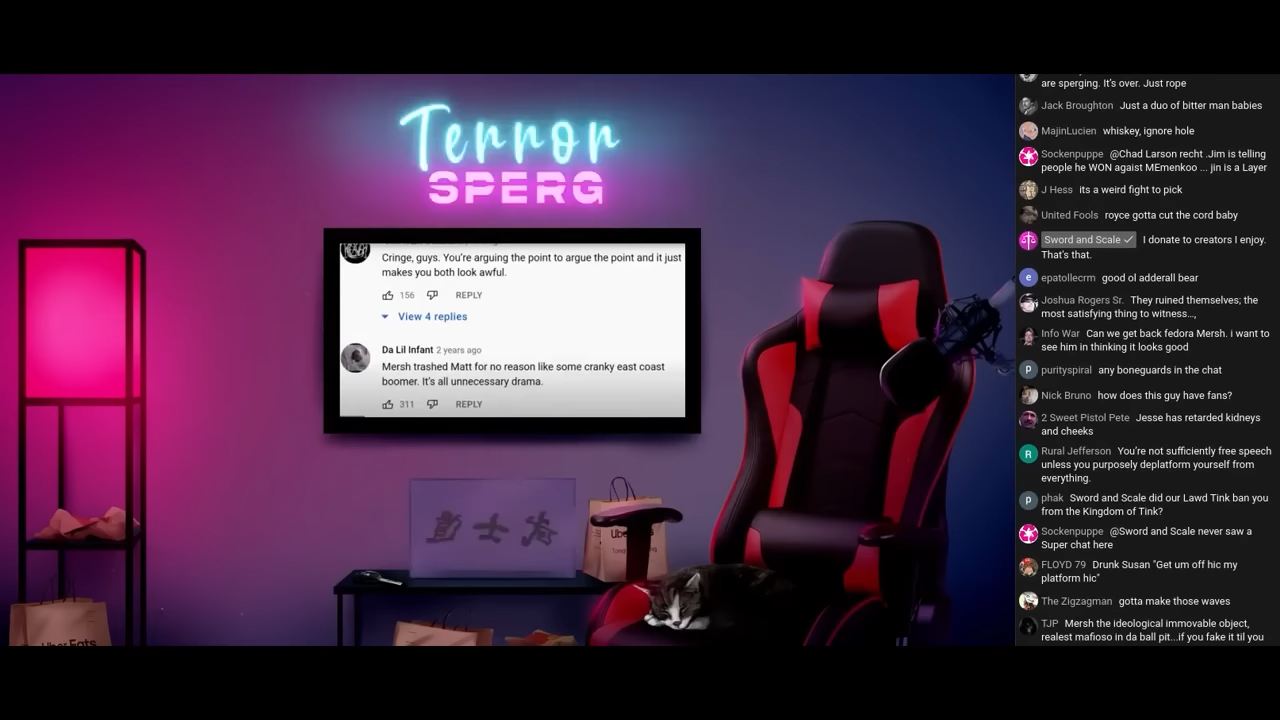 Terror
SPERG
Cringe, guys. You're arguing the point to argue the point and it just
makes you both look awful.
156 REPLY
View 4 replies
Da Lil Infant 2 years ago
Mersh trashed Matt for no reason like some cranky east coast
boomer. It's all unnecessary drama.
311 REPLY
Uber Eats
are sperging. It's over. Just rope
Jack Broughton Just a duo of bitter man babies
MajinLucien whiskey, ignore hole
Sockenpuppe @Chad Larson recht .Jim is telling
people he WON agaist MEmenkoo ... jin is a Layer
J Hess its a weird fight to pick
United Fools royce gotta cut the cord baby
Sword and Scale I donate to creators I enjoy.
That's that.
e epatollecrm good ol adderall bear
Joshua Rogers Sr. They ruined themselves; the
most satisfying thing to witness...,
Info War Can we get back fedora Mersh. i want to
see him in thinking it looks good
P purityspiral any boneguards in the chat
Nick Bruno how does this guy have fans?
2 Sweet Pistol Pete Jesse has retarded kidneys
and cheeks
R Rural Jefferson You're not sufficiently free speech
unless you purposely deplatform yourself from
everything.
P phak Sword and Scale did our Lawd Tink ban you
from the Kingdom of Tink?
Sockenpuppe @Sword and Scale never saw a
Super chat here
FLOYD 79 Drunk Susan "Get um off hic my
platform hic"
The Zigzagman gotta make those waves
TJP Mersh the ideological immovable object,
realest mafioso in da ball pit...if you fake it til you